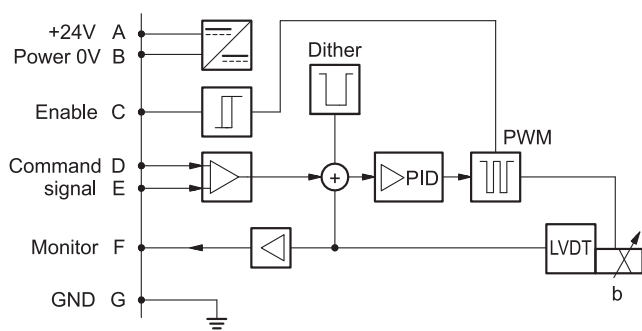 +24V A
Power 0V B
Dither
Enable C
PWM
Command D
signal E
+
PID
Monitor F
LVDT
GND G
b